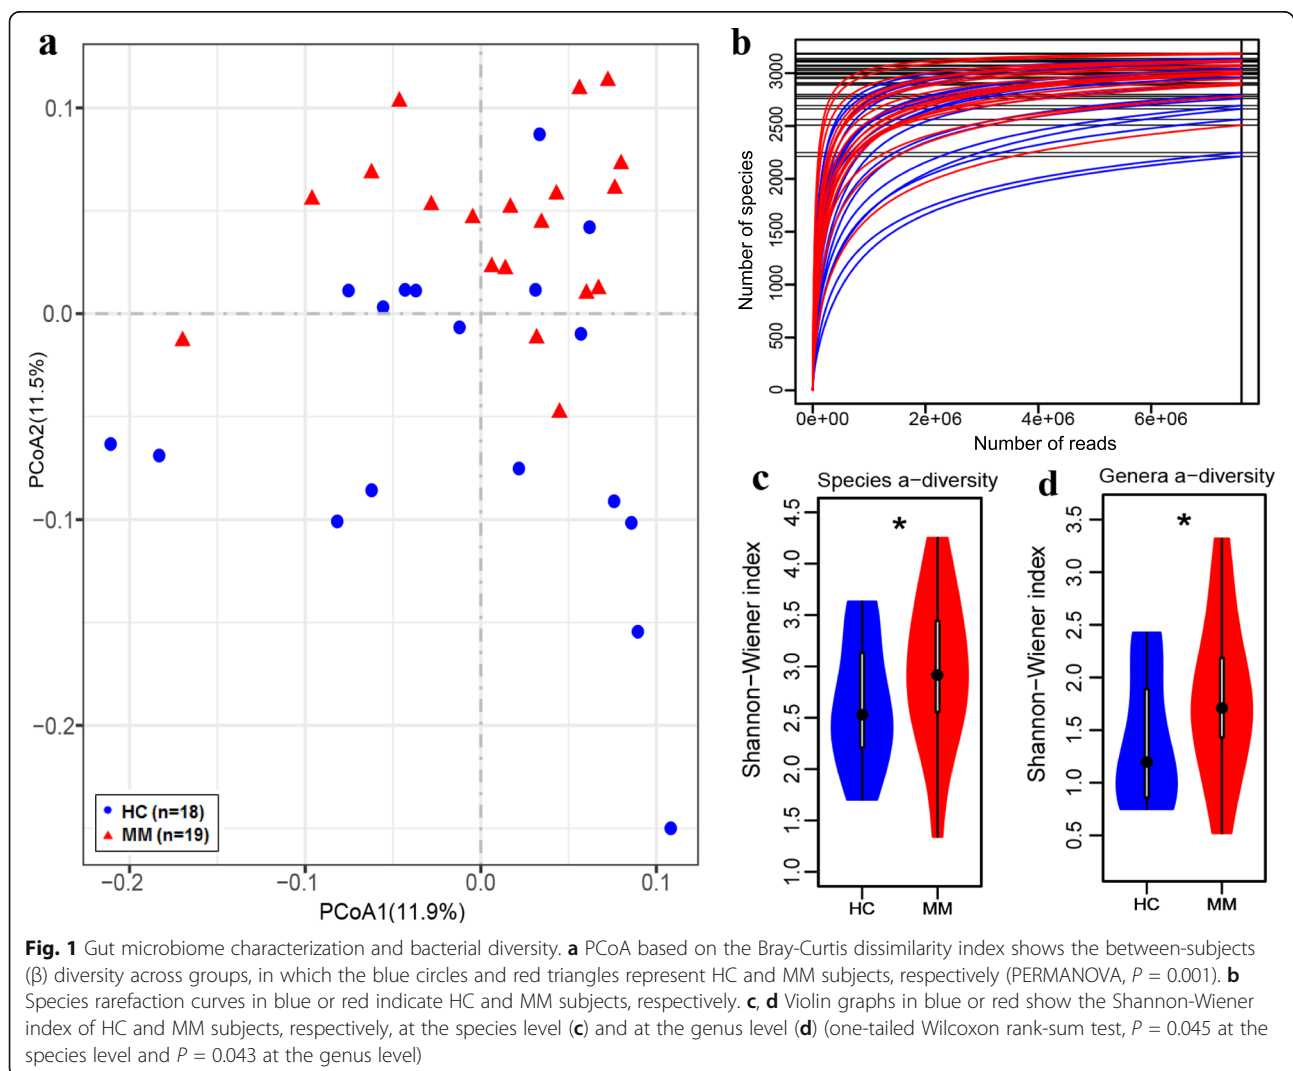 a
0.1
0.0
−0.1
−0.2
PCoA2(11.5%)
HC (n=18)
MM (n=19)
−0.2
−0.1
0.0
0.1
PCoA1(11.9%)
b
3000
2500
2000
1500
1000
500
0
Number of species
0e+00
2e+06
4e+06
6e+06
Number of reads
c
Species a-diversity
4.5
4.0
3.5
3.0
2.5
2.0
1.5
1.0
Shannon−Wiener index
*
HC
MM
d
Genera a-diversity
3.5
3.0
2.5
2.0
1.5
1.0
0.5
Shannon−Wiener index
*
HC
MM
Fig. 1 Gut microbiome characterization and bacterial diversity. a PCoA based on the Bray-Curtis dissimilarity index shows the between-subjects
(β) diversity across groups, in which the blue circles and red triangles represent HC and MM subjects, respectively (PERMANOVA, P = 0.001). b
Species rarefaction curves in blue or red indicate HC and MM subjects, respectively. c, d Violin graphs in blue or red show the Shannon-Wiener
index of HC and MM subjects, respectively, at the species level (c) and at the genus level (d) (one-tailed Wilcoxon rank-sum test, P = 0.045 at the
species level and P = 0.043 at the genus level)